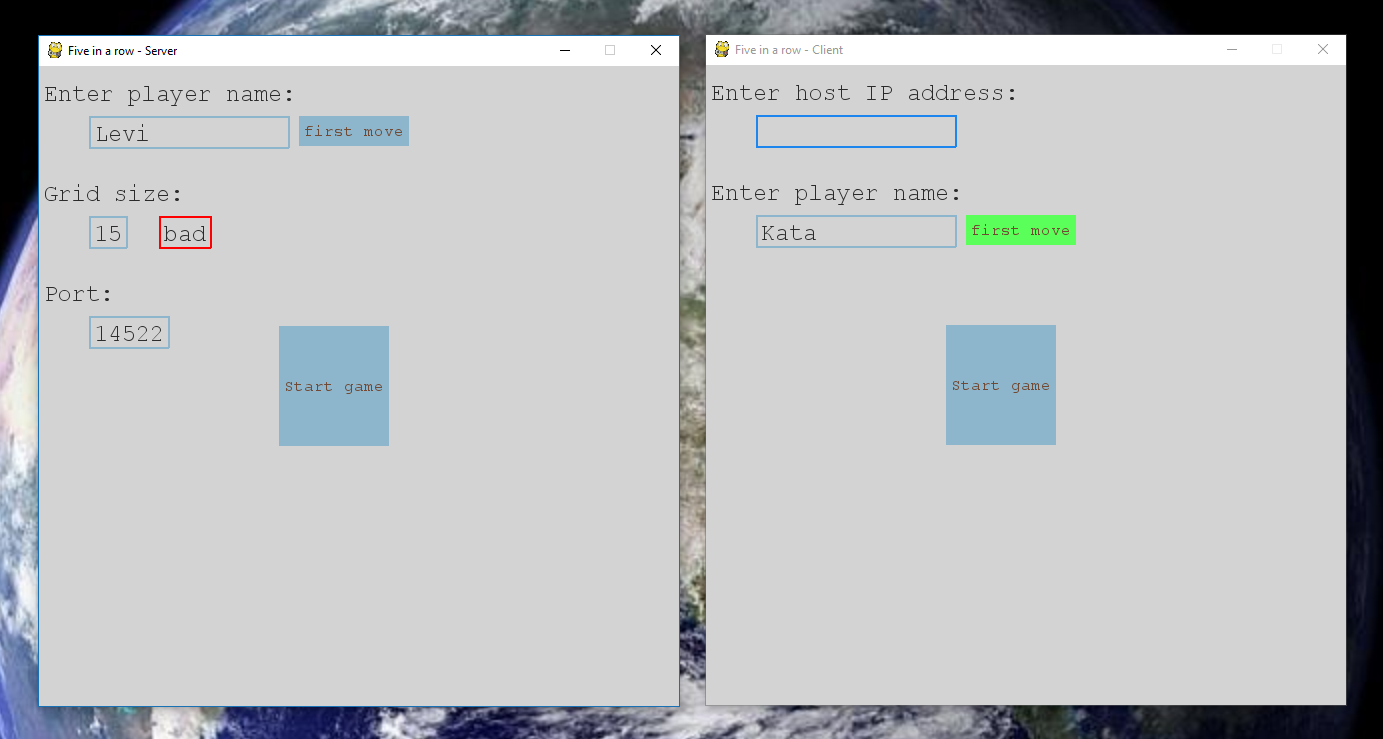 Five in a row - Server
Enter player name:
Levi first move
Grid size:
15 bad
Port:
14522
Start game
Five in a row - Client
Enter host IP address:
Enter player name:
Kata first move
Start game